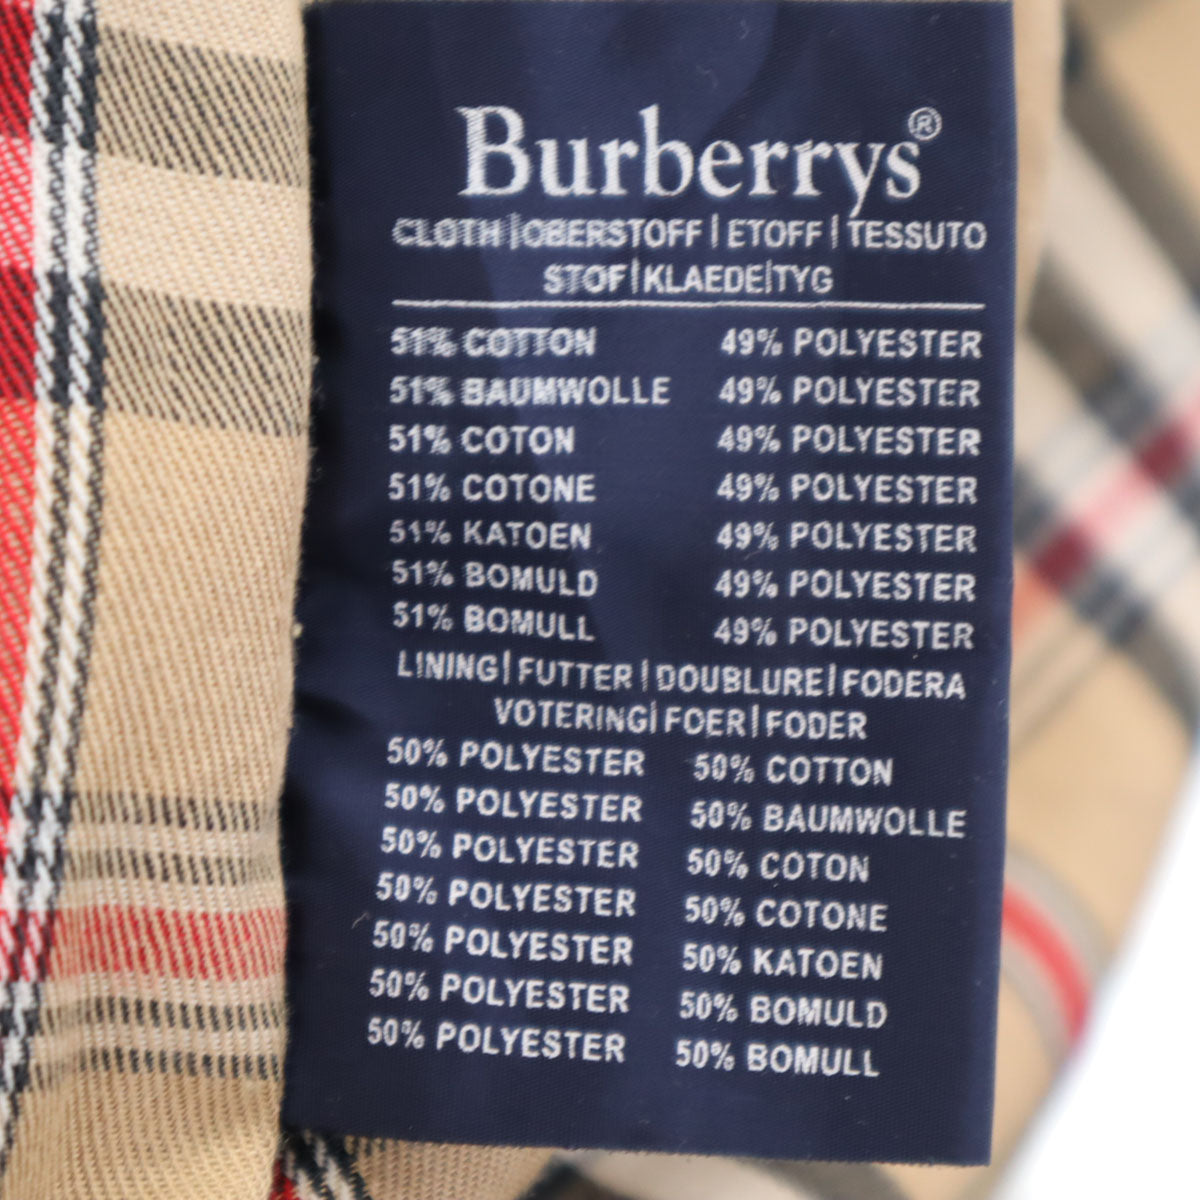 Burberrys®
CLOTH|OBERSTOFF|ETOFF|TESSUTO
STOF|KLAEDE|TYG
51% COTTON 49% POLYESTER
51% BAUMWOLLE 49% POLYESTER
51% COTON 49% POLYESTER
51% COTONE 49% POLYESTER
51% KATOEN 49% POLYESTER
51% BOMULD 49% POLYESTER
51% BOMULL 49% POLYESTER
LINING|FUTTER|DOUBLURE|FODERA
VOTERING|FOER|FODER
50% POLYESTER 50% COTTON
50% POLYESTER 50% BAUMWOLLE
50% POLYESTER 50% COTON
50% POLYESTER 50% COTONE
50% POLYESTER 50% KATOEN
50% POLYESTER 50% BOMULD
50% POLYESTER 50% BOMULL